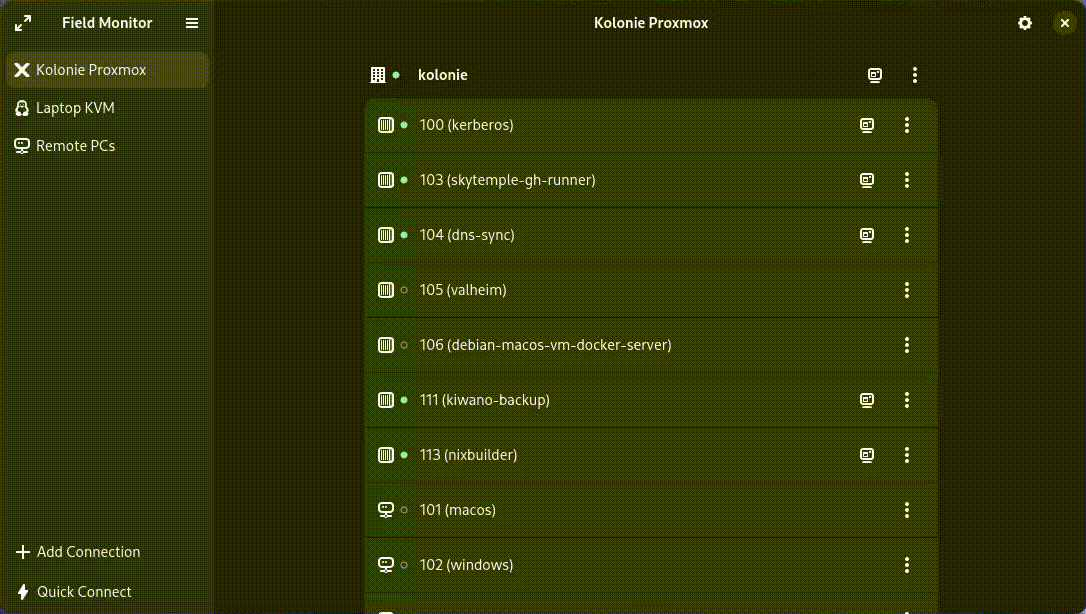 Field Monitor
Kolonie Proxmox
Kolonie Proxmox
Laptop KVM
Remote PCs
Add Connection
Quick Connect
kolonie
100 (kerberos)
103 (skytemple-gh-runner)
104 (dns-sync)
105 (valheim)
106 (debian-macos-vm-docker-server)
111 (kiwano-backup)
113 (nixbuilder)
101 (macos)
102 (windows)